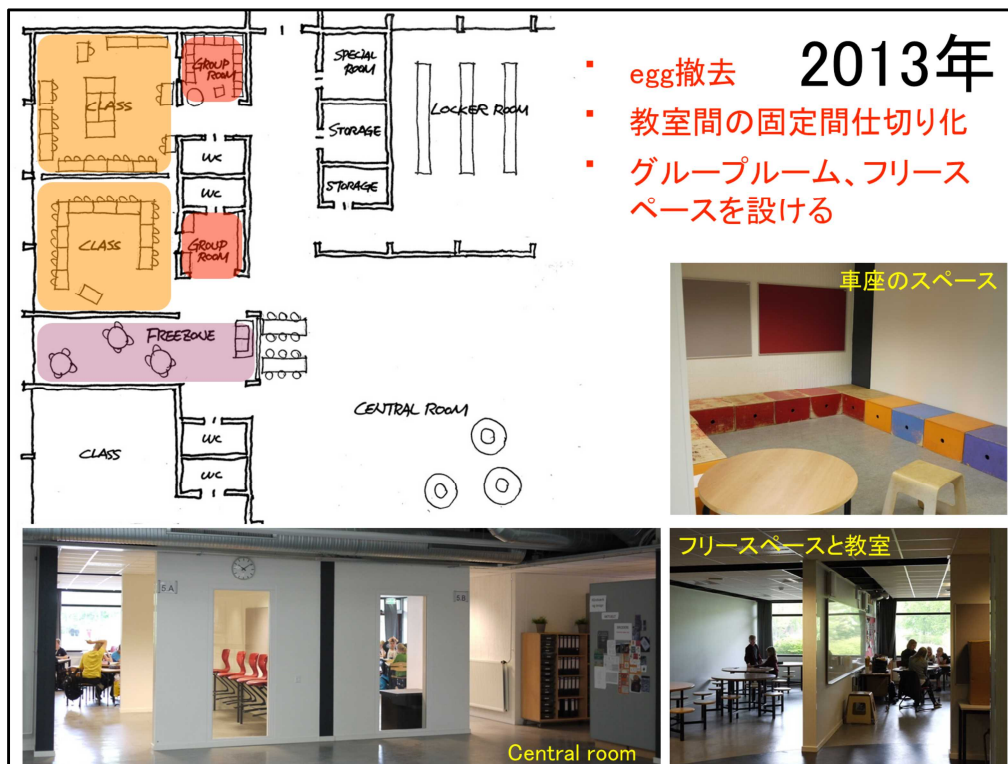 2013年
▪ egg撤去
▪ 教室間の固定間仕切り化
▪ グループルーム、フリース
ペースを設ける
CLASS
GROUP
ROOM
WC
WC
CLASS
GROUP
ROOM
FREEZONE
CLASS
WC
WC
SPECIAL
ROOM
STORAGE
STORAGE
LOCKER ROOM
CENTRAL ROOM
車座のスペース
5A
5B
Central room
フリースペースと教室